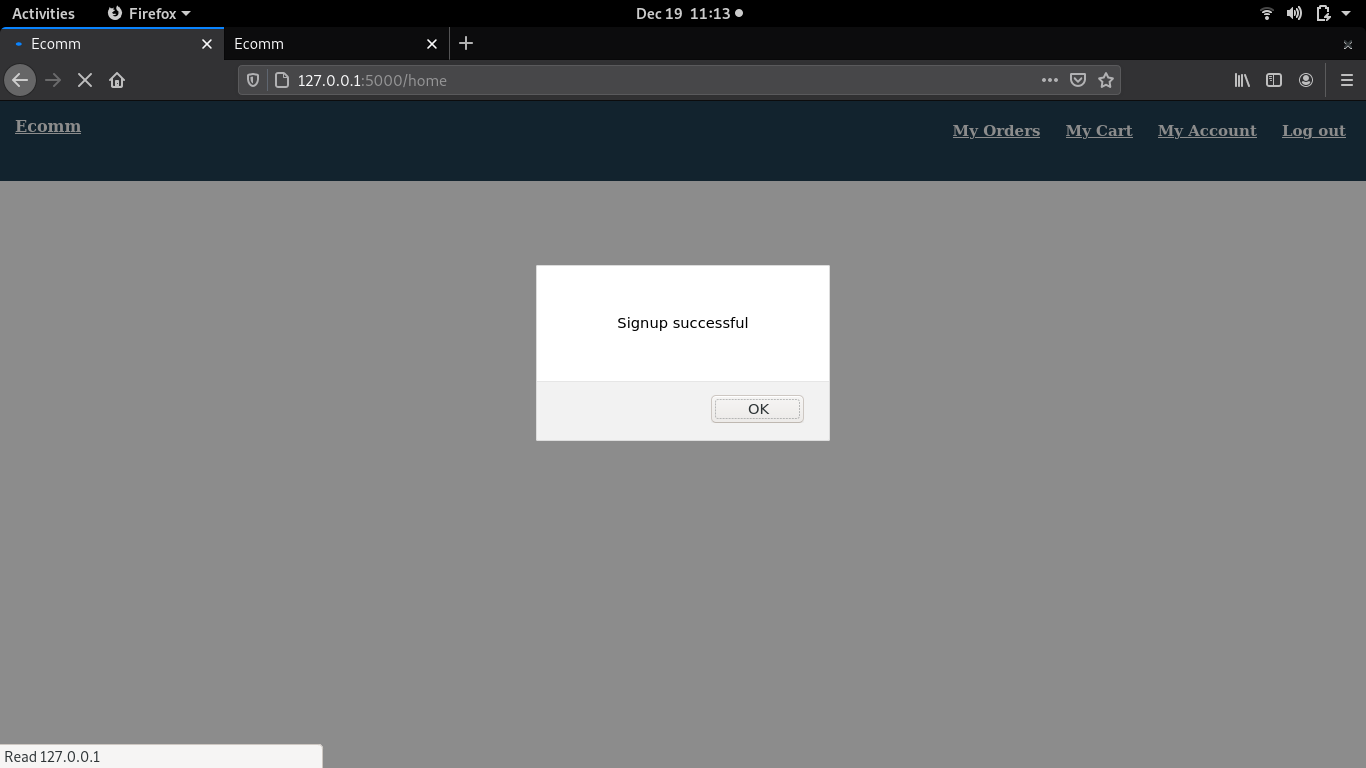 Activities Firefox Dec 19 11:13
Ecomm Ecomm
127.0.0.1:5000/home
Ecomm My Orders My Cart My Account Log out
Signup successful
OK
Read 127.0.0.1